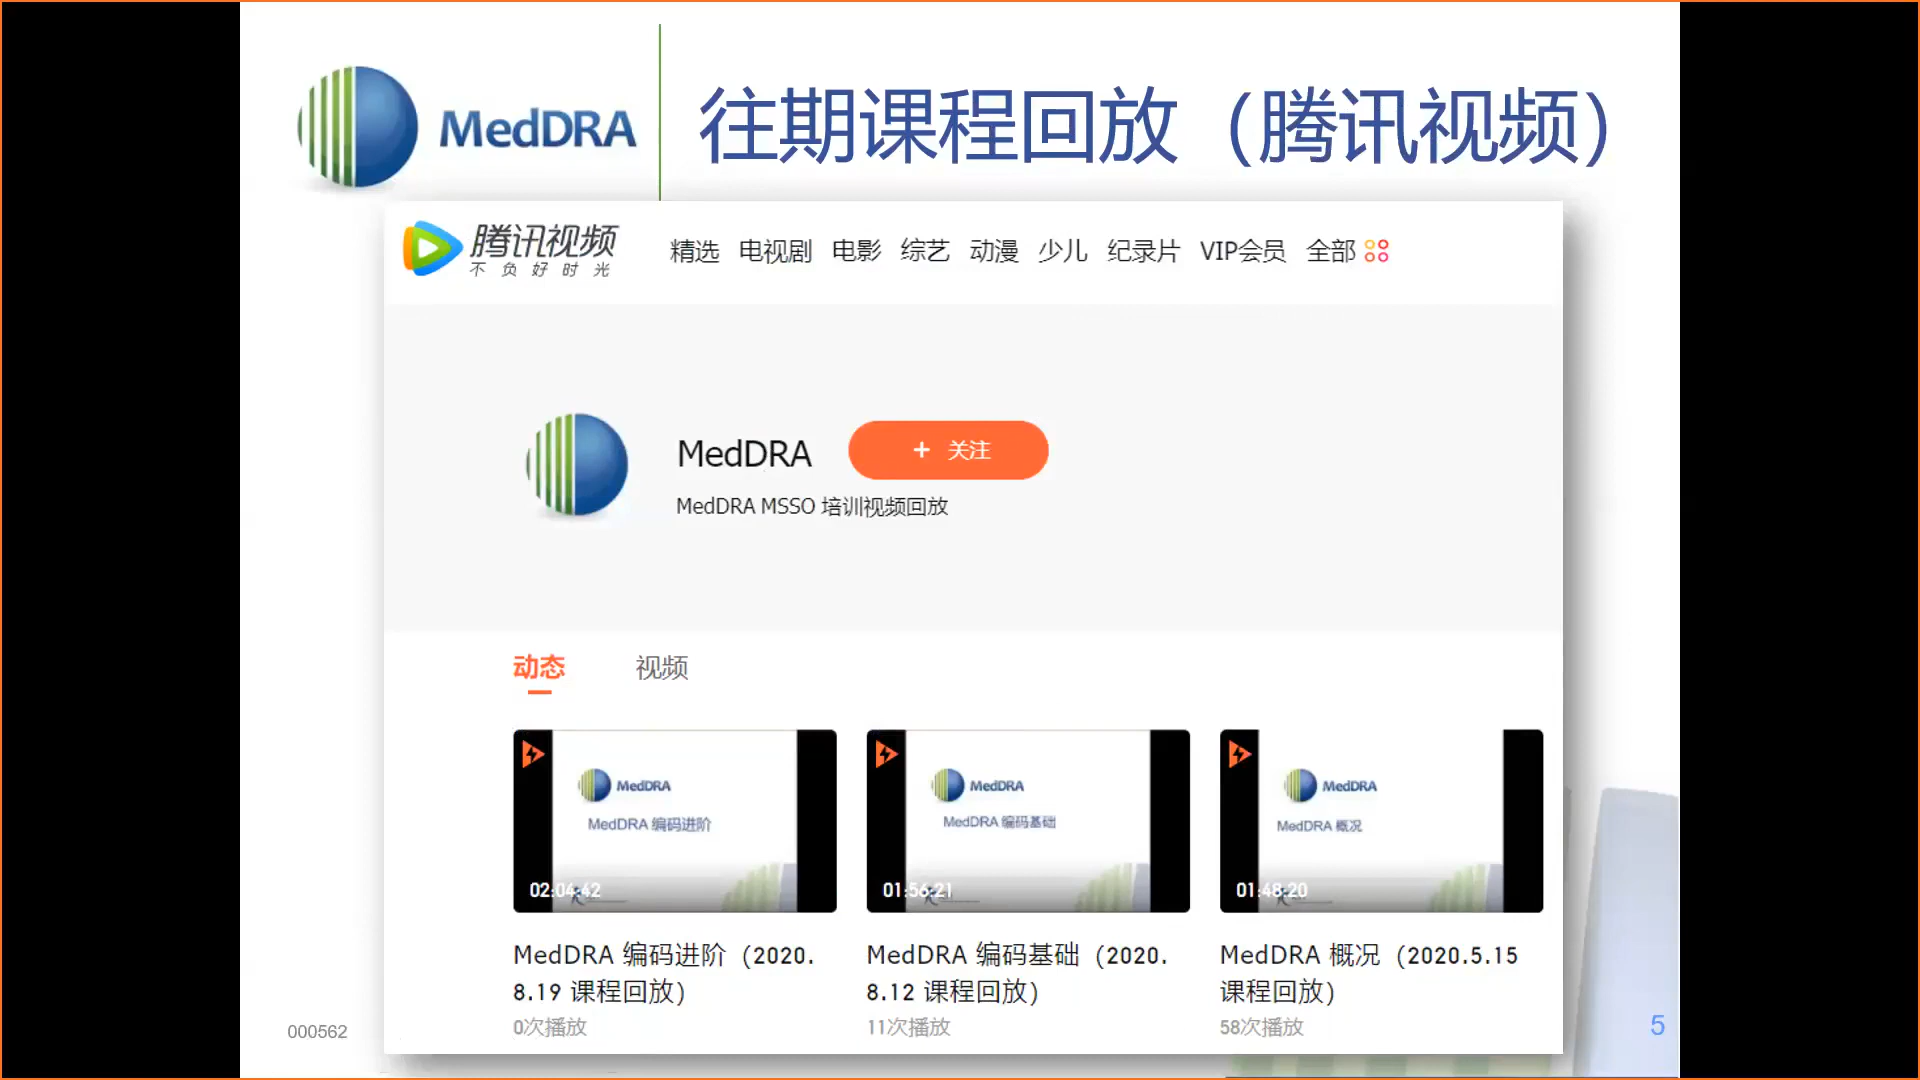 MedDRA
往期课程回放（腾讯视频）
腾讯视频
不负好时光
精选 电视剧 电影 综艺 动漫 少儿 纪录片 VIP会员 全部
MedDRA
+ 关注
MedDRA MSSO 培训视频回放
动态 视频
MedDRA
MedDRA 编码进阶
02:04:42
MedDRA
MedDRA 编码基础
01:56:21
MedDRA
MedDRA 概况
01:48:20
MedDRA 编码进阶（2020.
8.19 课程回放）
0次播放
MedDRA 编码基础（2020.
8.12 课程回放）
11次播放
MedDRA 概况（2020.5.15
课程回放）
58次播放
000562
5